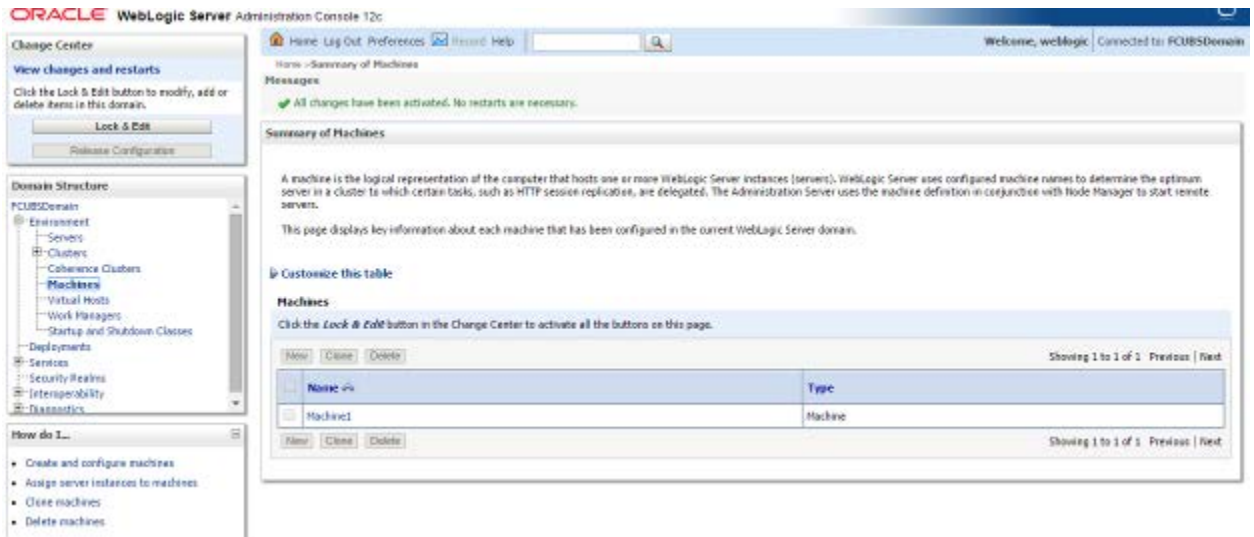 ORACLE WebLogic Server Administration Console 12c
Change Center
View changes and restarts
Click the Lock & Edit button to modify, add or
delete items in this domain.
Lock & Edit
Release Configuration
Domain Structure
FCUBSDomain
Environment
Servers
Clusters
Coherence Clusters
Machines
Virtual Hosts
Work Managers
Startup and Shutdown Classes
Deployments
Services
Security Realms
Interoperability
Diagnostics
How do I...
Create and configure machines
Assign server instances to machines
Clone machines
Delete machines
Home Log Out Preferences Record Help
Welcome, weblogic Connected to: FCUBSDomain
Home >Summary of Machines
Messages
All changes have been activated. No restarts are necessary.
Summary of Machines
A machine is the logical representation of the computer that hosts one or more WebLogic Server instances (servers). WebLogic Server uses configured machine names to determine the optimum
server in a cluster to which certain tasks, such as HTTP session replication, are delegated. The Administration Server uses the machine definition in conjunction with Node Manager to start remote
servers.
This page displays key information about each machine that has been configured in the current WebLogic Server domain.
Customize this table
Machines
Click the Lock & Edit button in the Change Center to activate all the buttons on this page.
New Clone Delete Showing 1 to 1 of 1 Previous | Next
Name Type
Machine1 Machine
New Clone Delete Showing 1 to 1 of 1 Previous | Next